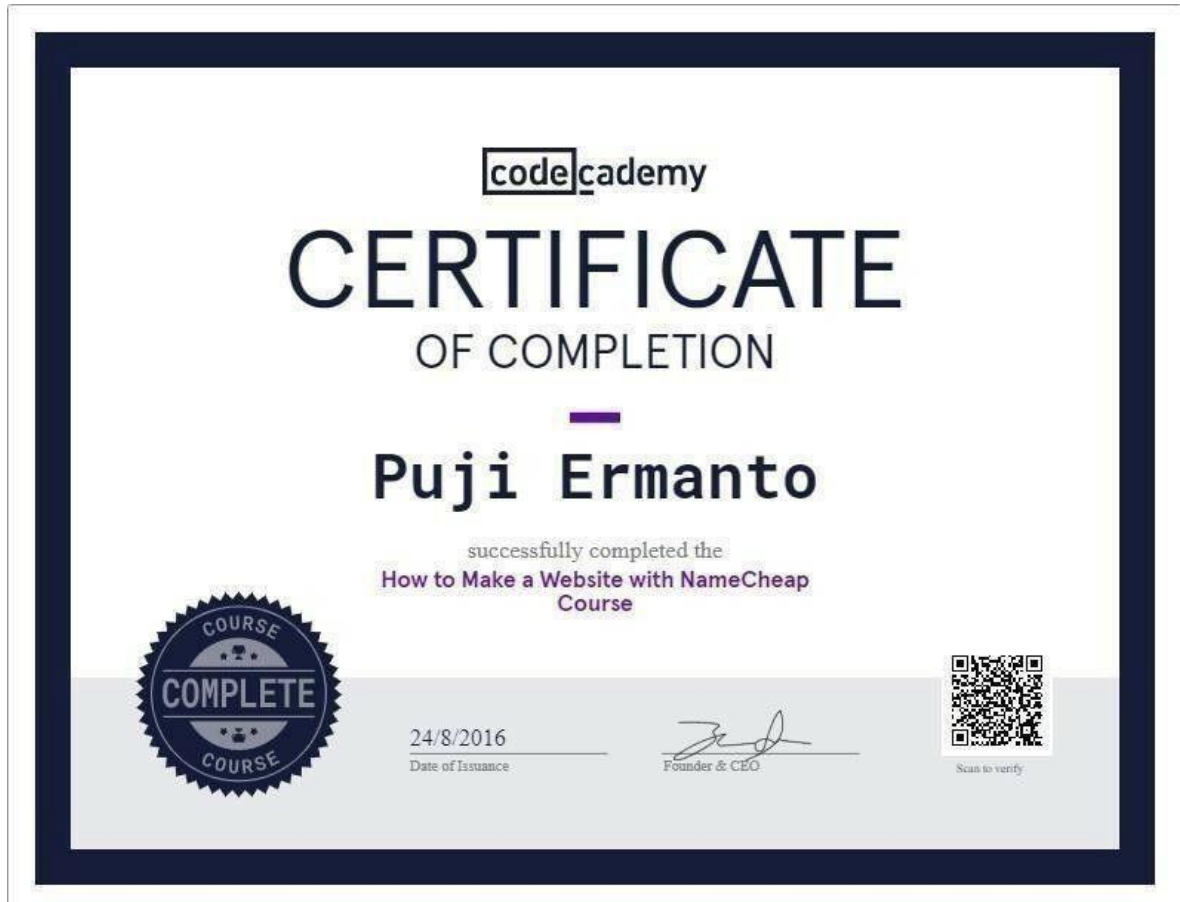 codecademy
CERTIFICATE
OF COMPLETION
Puji Ermanto
successfully completed the
How to Make a Website with NameCheap
Course
COURSE
COMPLETE
COURSE
24/8/2016
Date of Issuance
Founder & CEO
Scan to verify